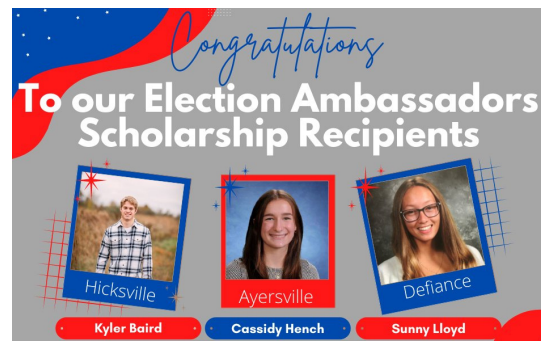 Congratulations
To our Election Ambassadors
Scholarship Recipients
Hicksville
Ayersville
Defiance
Kyler Baird
Cassidy Hench
Sunny Lloyd